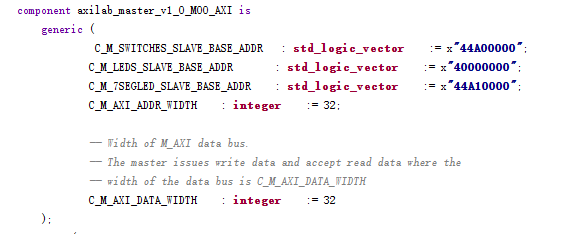 component axilab_master_v1_0_M00_AXI is
generic (
C_M_SWITCHES_SLAVE_BASE_ADDR : std_logic_vector := x"44A00000";
C_M_LEDS_SLAVE_BASE_ADDR : std_logic_vector := x"40000000";
C_M_7SEGLED_SLAVE_BASE_ADDR : std_logic_vector := x"44A10000";
C_M_AXI_ADDR_WIDTH : integer := 32;
-- Width of M_AXI data bus.
-- The master issues write data and accept read data where the
-- width of the data bus is C_M_AXI_DATA_WIDTH
C_M_AXI_DATA_WIDTH : integer := 32
);